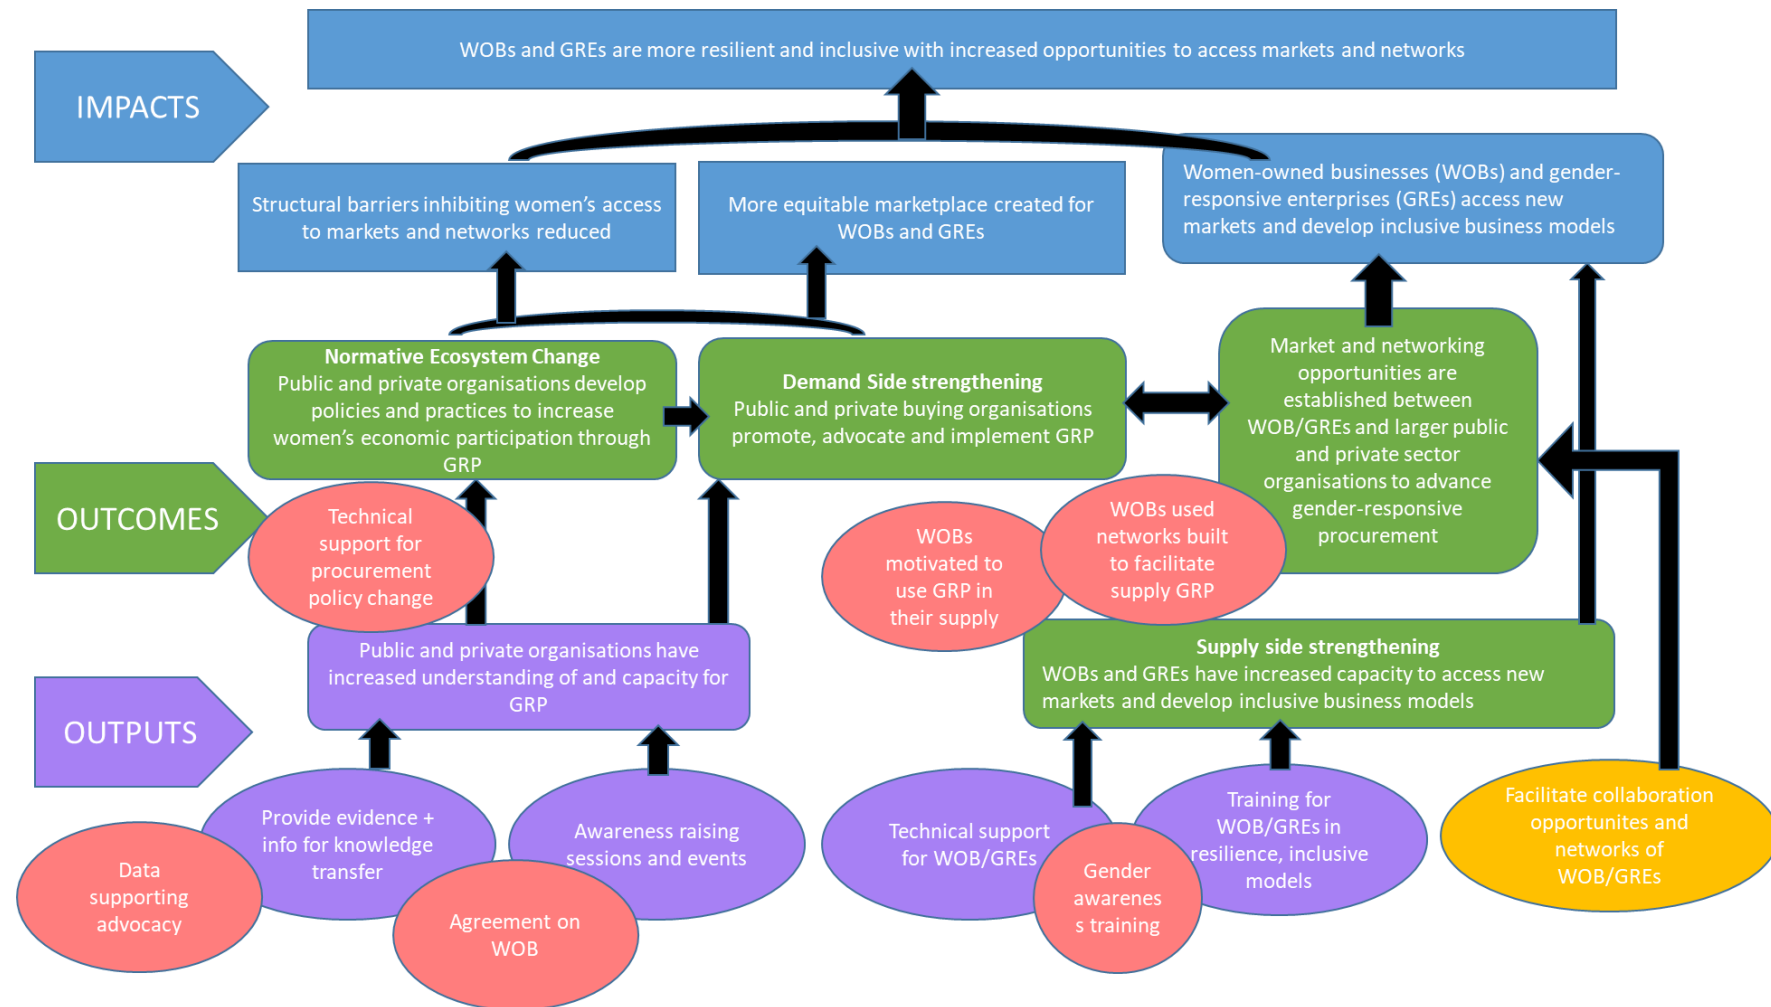 WOBs and GREs are more resilient and inclusive with increased opportunities to access markets and networks
IMPACTS
Structural barriers inhibiting women's access
to markets and networks reduced
More equitable marketplace created for
WOBs and GREs
Women-owned businesses (WOBs) and gender-
responsive enterprises (GREs) access new
markets and develop inclusive business models
Normative Ecosystem Change
Public and private organisations develop
policies and practices to increase
women's economic participation through
GRP
Demand Side strengthening
Public and private buying organisations
promote, advocate and implement GRP
Market and networking
opportunities are
established between
WOB/GREs and larger public
and private sector
organisations to advance
gender-responsive
procurement
OUTCOMES
Technical
support for
procurement
policy change
WOBs
motivated to
use GRP in
their supply
WOBs used
networks built
to facilitate
supply GRP
Public and private organisations have
increased understanding of and capacity for
GRP
Supply side strengthening
WOBs and GREs have increased capacity to access new
markets and develop inclusive business models
OUTPUTS
Provide evidence +
info for knowledge
transfer
Awareness raising
sessions and events
Technical support
for WOB/GREs
Training for
WOB/GREs in
resilience, inclusive
models
Facilitate collaboration
opportunites and
networks of
WOB/GREs
Data
supporting
advocacy
Agreement on
WOB
Gender
awarenes
s training